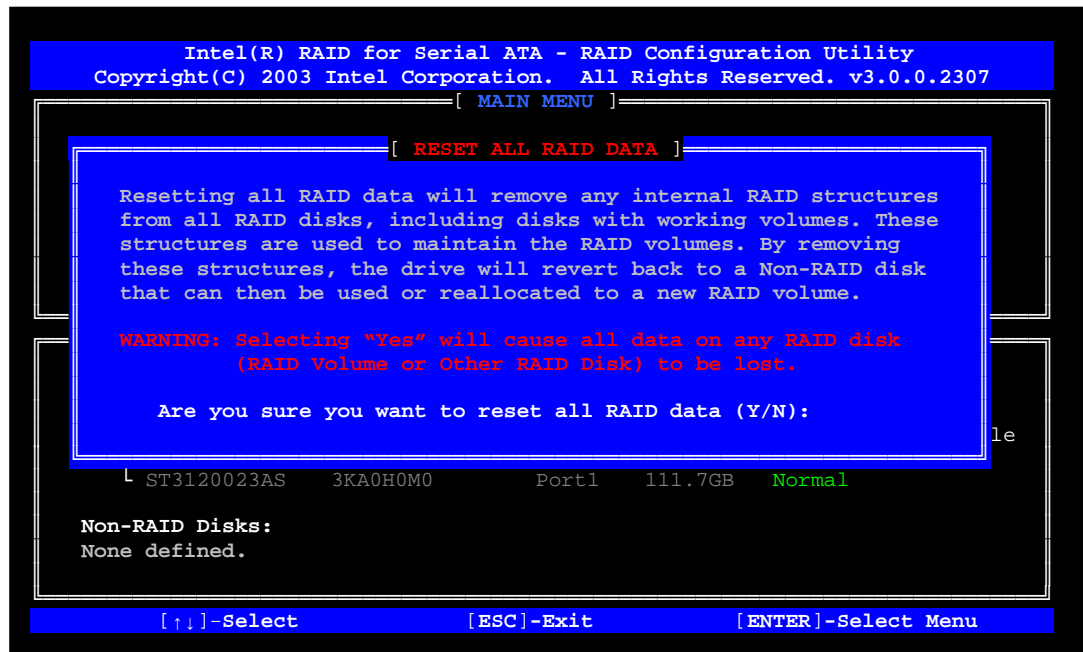 Intel(R) RAID for Serial ATA - RAID Configuration Utility
Copyright(C) 2003 Intel Corporation. All Rights Reserved. v3.0.0.2307
[ MAIN MENU ]
[ RESET ALL RAID DATA ]
Resetting all RAID data will remove any internal RAID structures
from all RAID disks, including disks with working volumes. These
structures are used to maintain the RAID volumes. By removing
these structures, the drive will revert back to a Non-RAID disk
that can then be used or reallocated to a new RAID volume.
WARNING: Selecting “Yes” will cause all data on any RAID disk
(RAID Volume or Other RAID Disk) to be lost.
Are you sure you want to reset all RAID data (Y/N):
le
└ ST3120023AS 3KA0H0M0 Port1 111.7GB Normal
Non-RAID Disks:
None defined.
[↑↓]-Select [ESC]-Exit [ENTER]-Select Menu